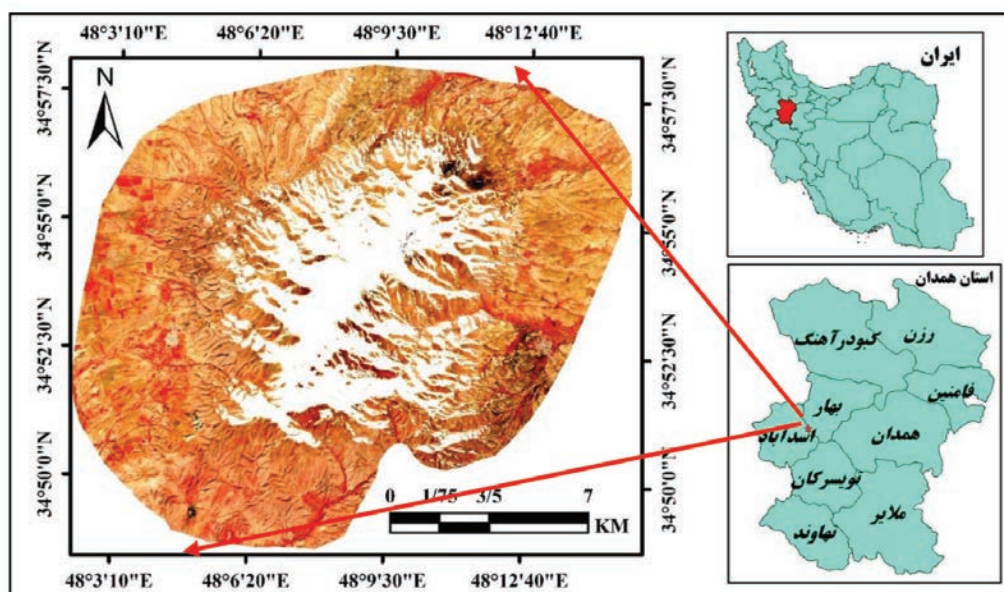 48°3'10"E 48°6'20"E 48°9'30"E 48°12'40"E
34°57'30"N
34°55'0"N
34°52'30"N
34°50'0"N
N
34°57'30"N
34°55'0"N
34°52'30"N
34°50'0"N
0 1/75 3/5 7
KM
48°3'10"E 48°6'20"E 48°9'30"E 48°12'40"E
ایران
استان همدان
رزن
کبودرآهنگ
فامنین
بهار
همدان
اسدآباد
تویسرکان
ملایر
نهاوند